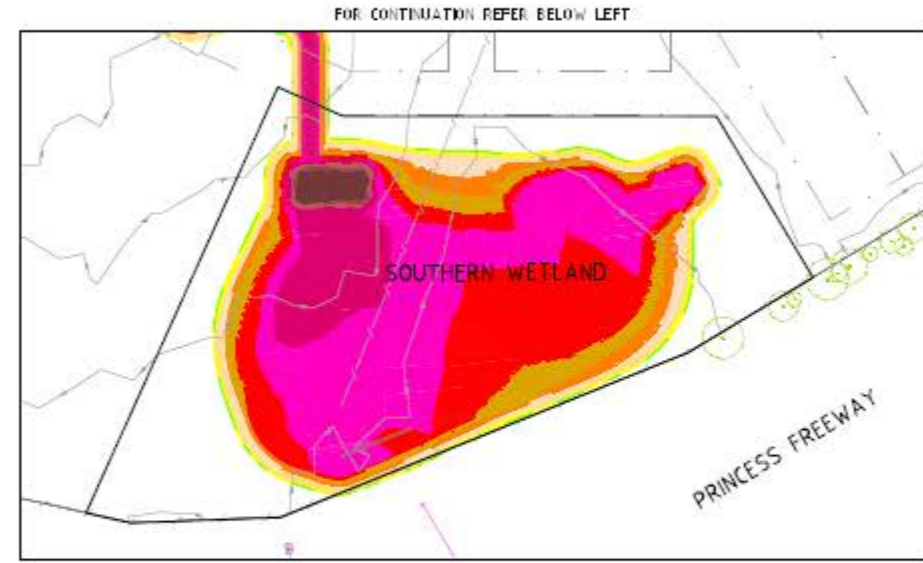 FOR CONTINUATION REFER BELOW LEFT
SOUTHERN WETLAND
PRINCESS FREEWAY